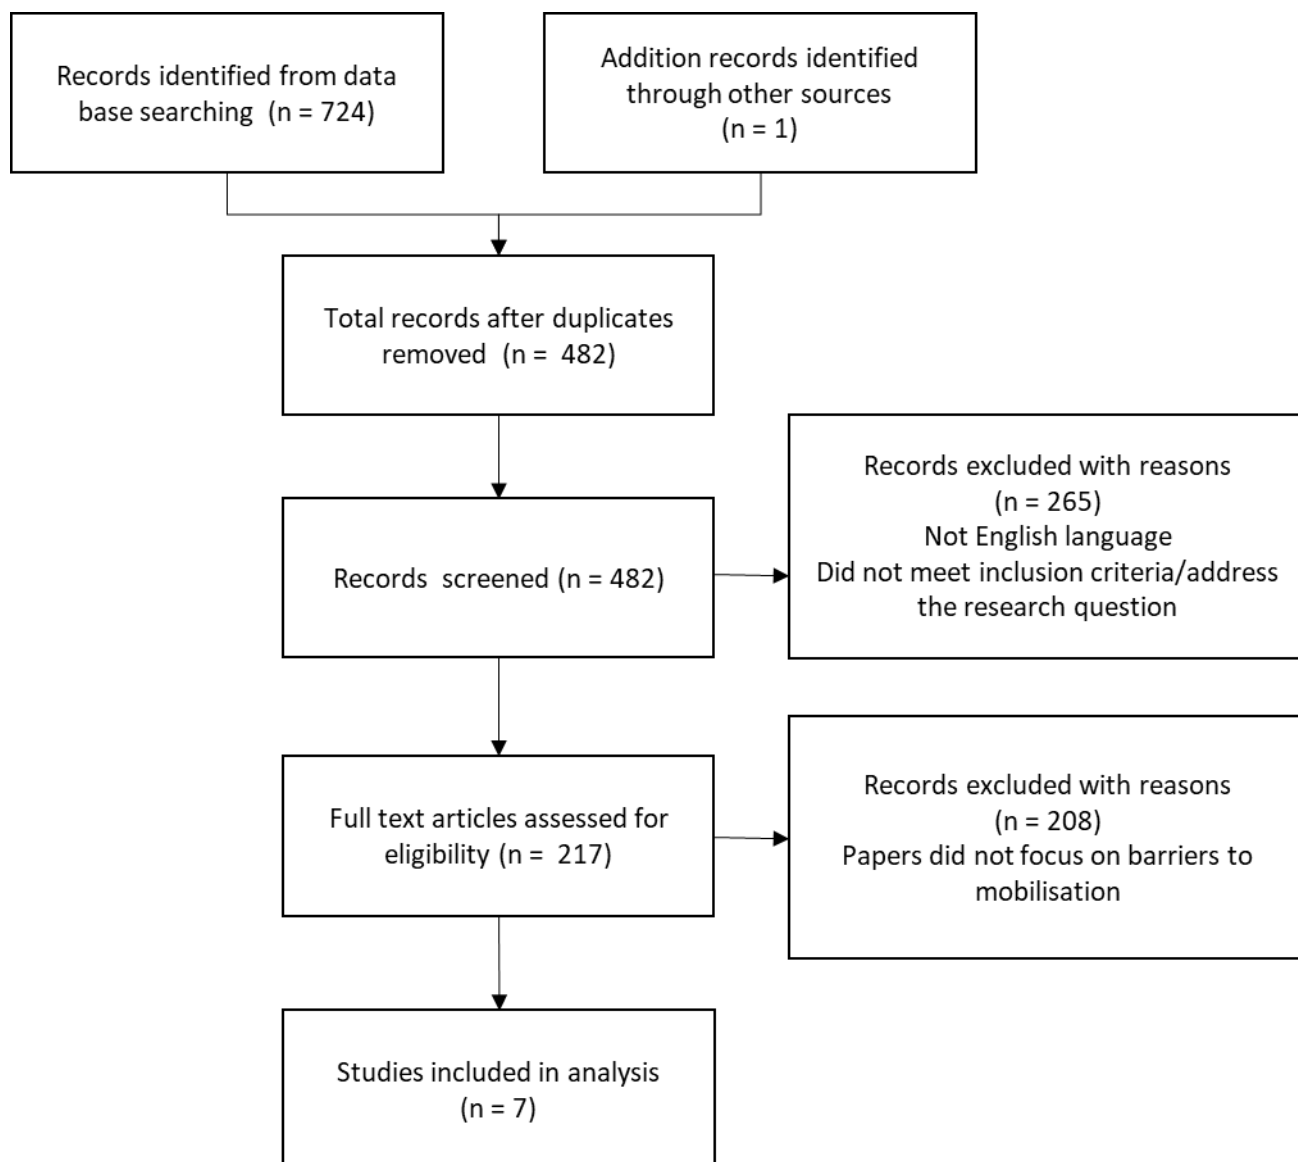 Records identified from data
base searching (n = 724)
Addition records identified
through other sources
(n = 1)
Total records after duplicates
removed (n = 482)
Records screened (n = 482)
Records excluded with reasons
(n = 265)
Not English language
Did not meet inclusion criteria/address
the research question
Full text articles assessed for
eligibility (n = 217)
Records excluded with reasons
(n = 208)
Papers did not focus on barriers to
mobilisation
Studies included in analysis
(n = 7)